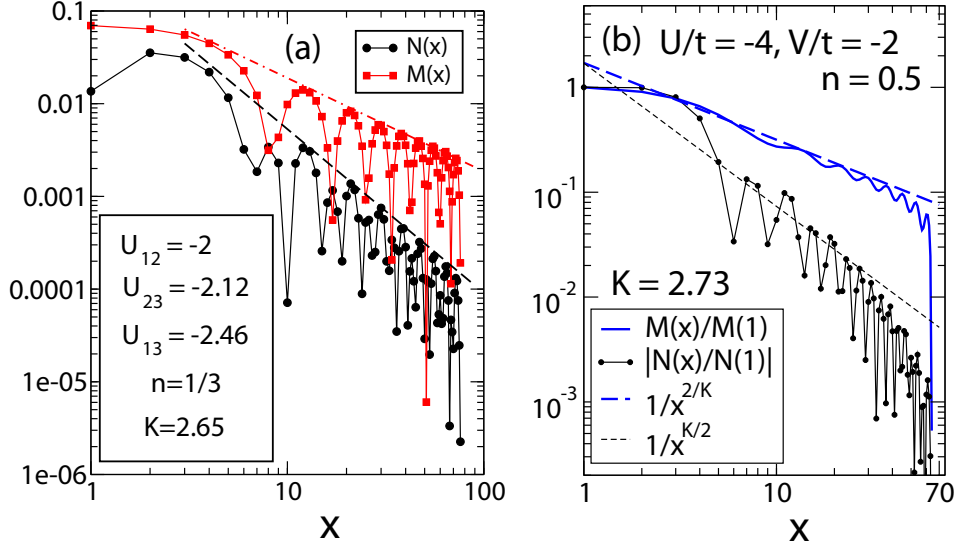 (a)
N(x)
M(x)
0.1
0.01
0.001
0.0001
1e-05
1e-06
U12 = -2
U23 = -2.12
U13 = -2.46
n=1/3
K=2.65
1 10 100
x
(b)
U/t = -4, V/t = -2
n = 0.5
1
10^-1
10^-2
10^-3
K = 2.73
M(x)/M(1)
|N(x)/N(1)|
1/x^2/K
1/x^K/2
1 10 70
x